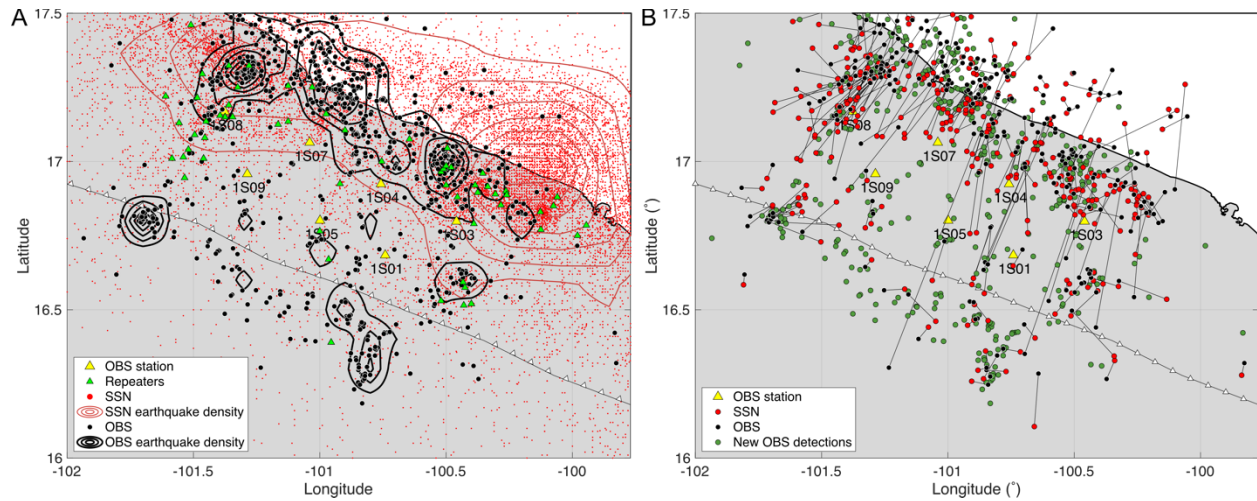 A
17.5
17
16.5
16
Latitude
-102
-101.5
-101
-100.5
-100
Longitude
1S08
1S07
1S09
1S04
1S05
1S03
1S01
OBS station
Repeaters
SSN
SSN earthquake density
OBS
OBS earthquake density
B
17.5
17
16.5
16
Latitude (°)
-102
-101.5
-101
-100.5
-100
Longitude (°)
1S08
1S07
1S09
1S04
1S05
1S03
1S01
OBS station
SSN
OBS
New OBS detections